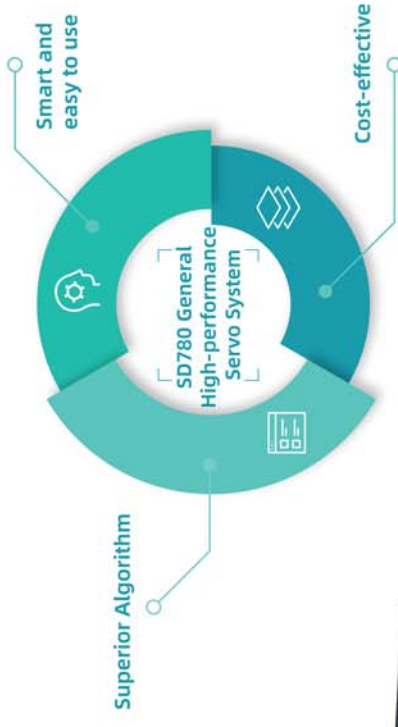 Superior Algorithm
SD780 General
High-performance
Servo System
Smart and
easy to use
Cost-effective